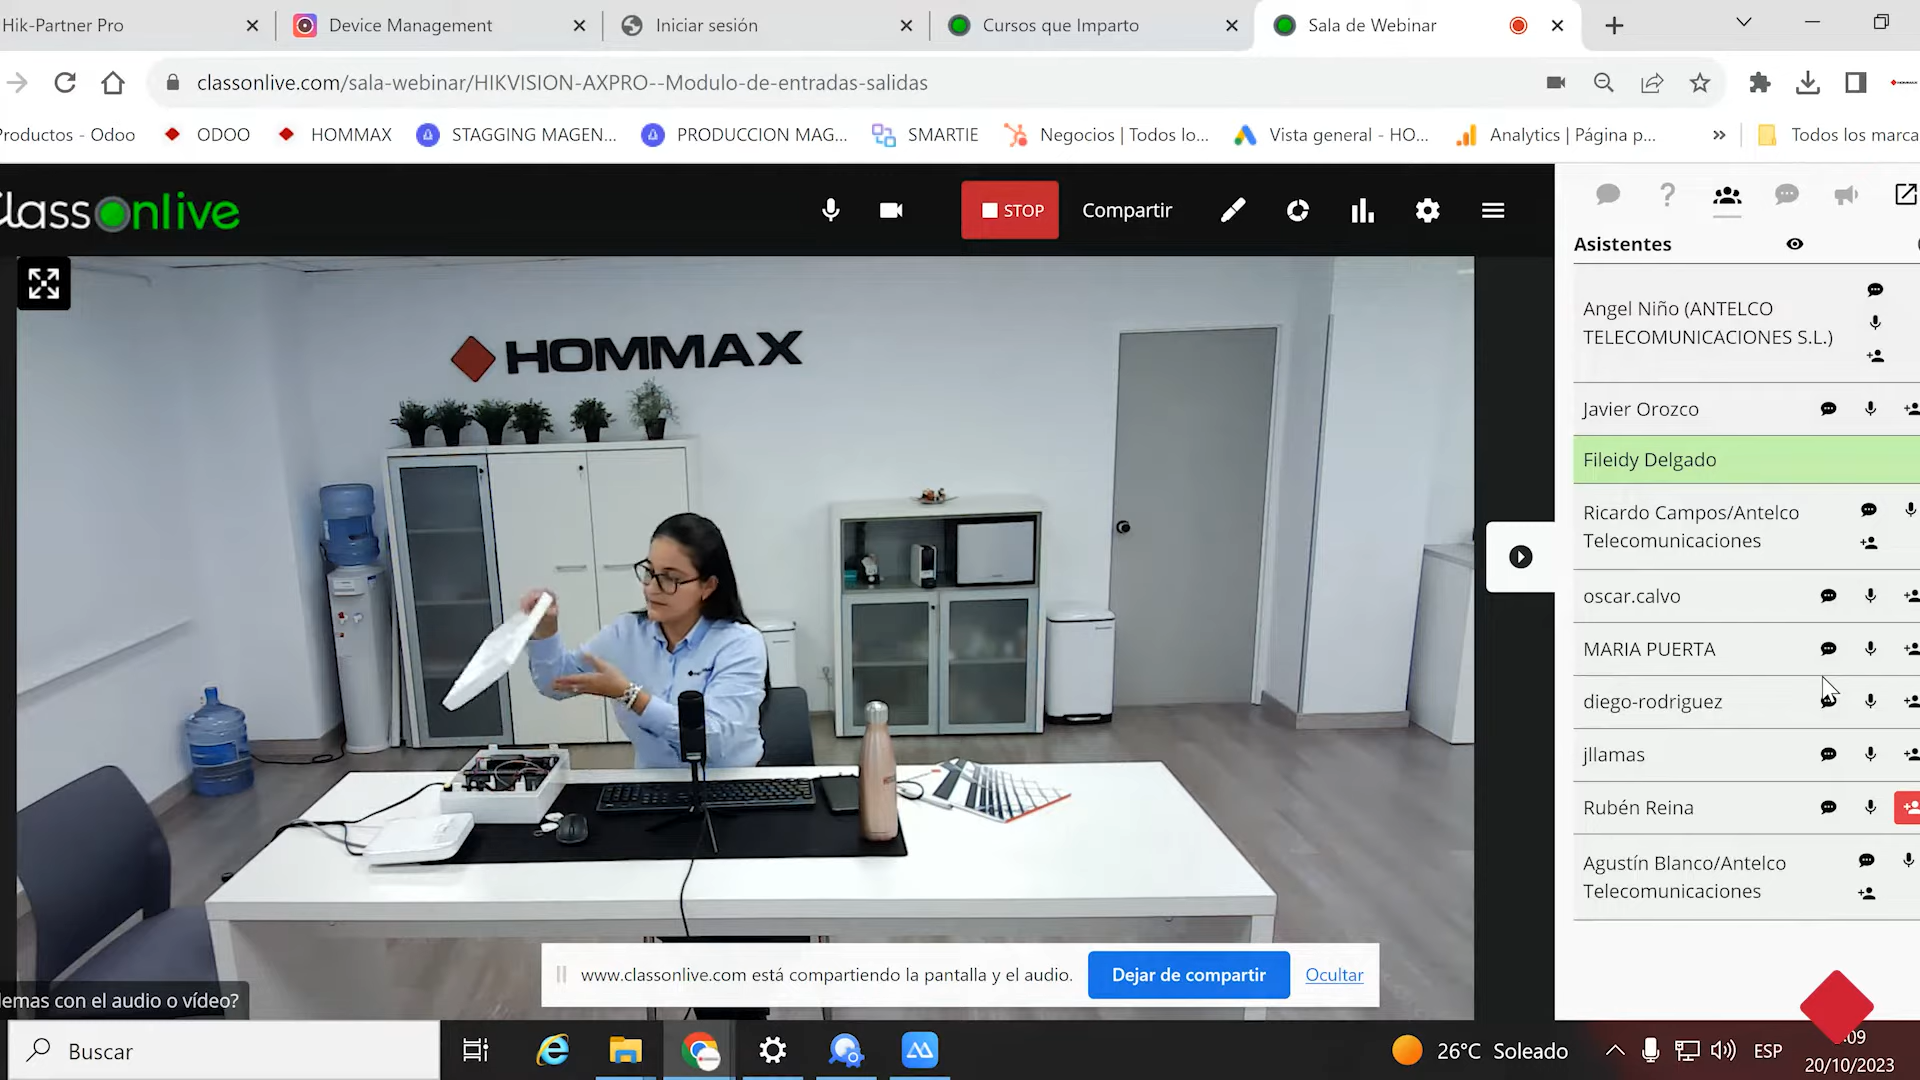 Hik-Partner Pro
Device Management
Iniciar sesión
Cursos que Imparto
Sala de Webinar
classonlive.com/sala-webinar/HIKVISION-AXPRO--Modulo-de-entradas-salidas
Productos - Odoo
ODOO
HOMMAX
STAGGING MAGEN...
PRODUCCION MAG...
SMARTIE
Negocios | Todos lo...
Vista general - HO...
Analytics | Página p...
»
Todos los marca
Classonlive
STOP
Compartir
HOMMAX
Asistentes
Angel Niño (ANTELCO
TELECOMUNICACIONES S.L.)
Javier Orozco
Fileidy Delgado
Ricardo Campos/Antelco
Telecomunicaciones
oscar.calvo
MARIA PUERTA
diego-rodriguez
jllamas
Rubén Reina
Agustín Blanco/Antelco
Telecomunicaciones
www.classonlive.com está compartiendo la pantalla y el audio.
Dejar de compartir
Ocultar
lemas con el audio o vídeo?
Buscar
26°C Soleado
ESP
:09
20/10/2023